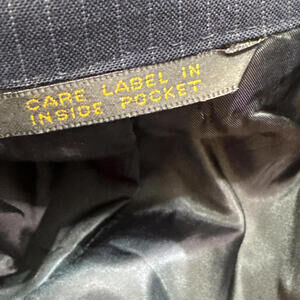 CARE LABEL IN
INSIDE POCKET